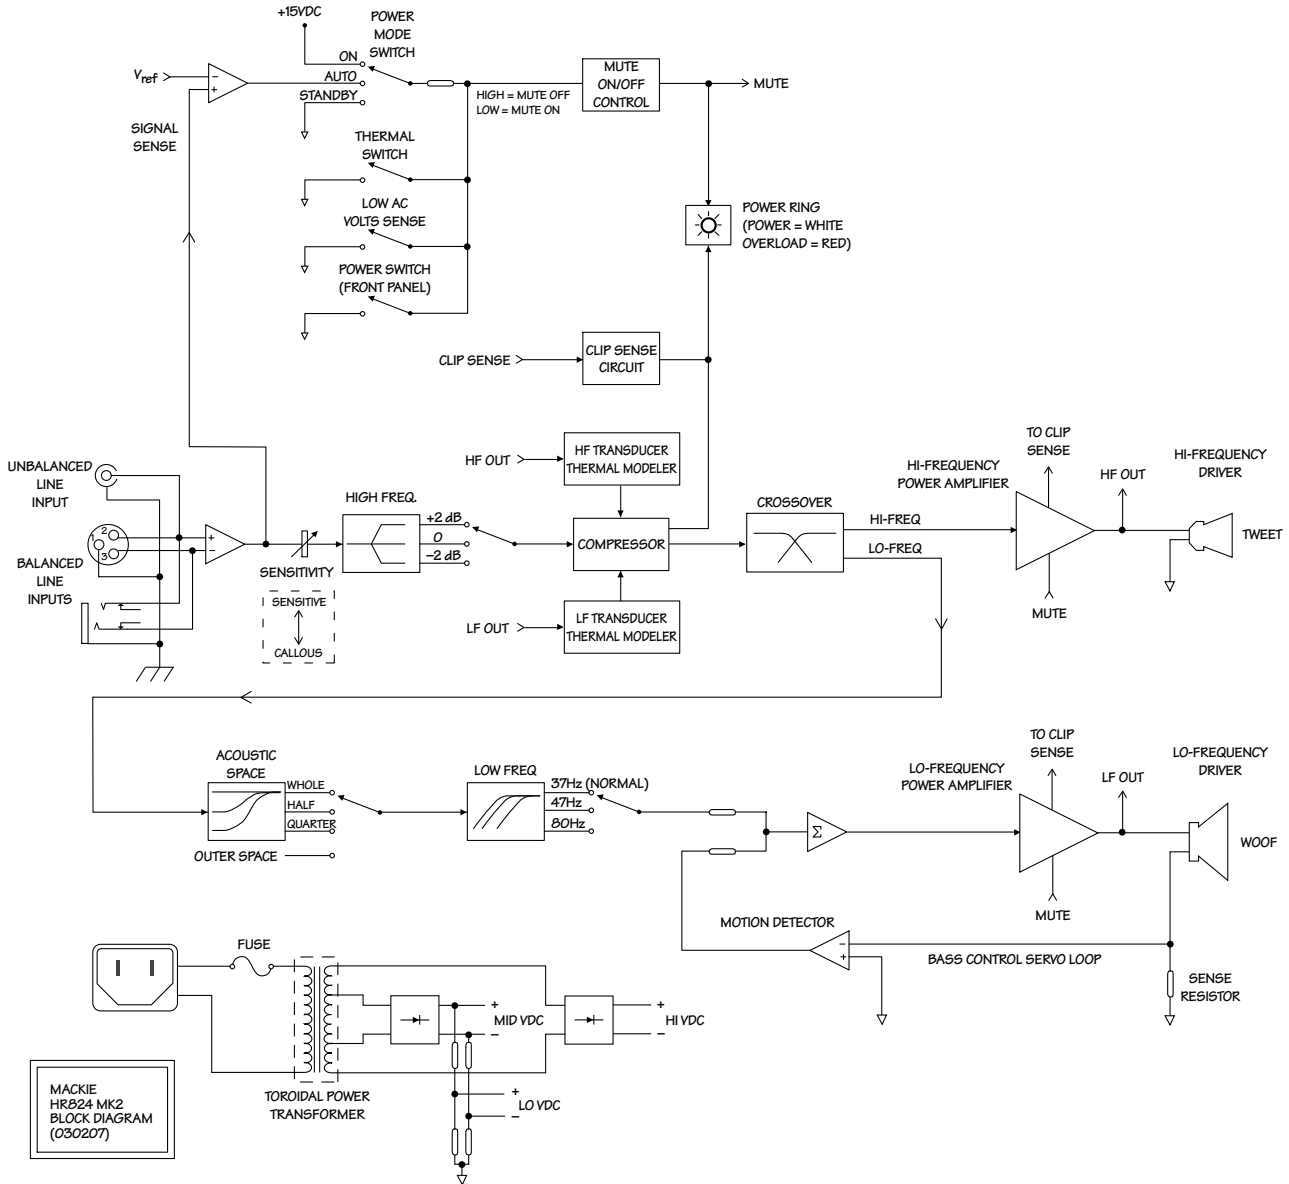 +15VDC
POWER
MODE
SWITCH
ON
AUTO
STANDBY
Vref
−
+
SIGNAL
SENSE
HIGH = MUTE OFF
LOW = MUTE ON
MUTE
ON/OFF
CONTROL
MUTE
THERMAL
SWITCH
LOW AC
VOLTS SENSE
POWER SWITCH
(FRONT PANEL)
POWER RING
(POWER = WHITE
OVERLOAD = RED)
CLIP SENSE
CLIP SENSE
CIRCUIT
UNBALANCED
LINE
INPUT
1
2
3
BALANCED
LINE
INPUTS
+
−
SENSITIVITY
SENSITIVE
CALLOUS
HIGH FREQ.
+2 dB
0
−2 dB
HF OUT
HF TRANSDUCER
THERMAL MODELER
COMPRESSOR
LF OUT
LF TRANSDUCER
THERMAL MODELER
CROSSOVER
HI-FREQ
LO-FREQ
HI-FREQUENCY
POWER AMPLIFIER
TO CLIP
SENSE
HF OUT
MUTE
HI-FREQUENCY
DRIVER
TWEET
ACOUSTIC
SPACE
WHOLE
HALF
QUARTER
OUTER SPACE
LOW FREQ
37Hz (NORMAL)
47Hz
80Hz
Σ
LO-FREQUENCY
POWER AMPLIFIER
TO CLIP
SENSE
LF OUT
MUTE
LO-FREQUENCY
DRIVER
WOOF
MOTION DETECTOR
−
+
BASS CONTROL SERVO LOOP
SENSE
RESISTOR
FUSE
TOROIDAL POWER
TRANSFORMER
+
MID VDC
−
+
HI VDC
−
+
LO VDC
−
MACKIE
HR824 MK2
BLOCK DIAGRAM
(030207)